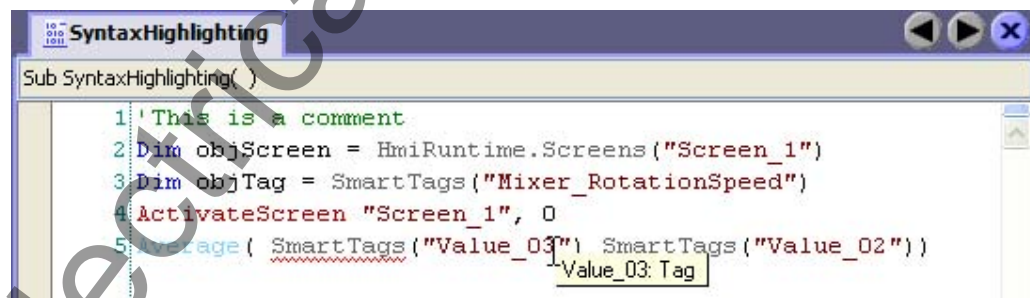 SyntaxHighlighting
Sub SyntaxHighlighting( )
1 'This is a comment
2 Dim objScreen = HmiRuntime.Screens("Screen_1")
3 Dim objTag = SmartTags("Mixer_RotationSpeed")
4 ActivateScreen "Screen_1", 0
5 Average( SmartTags("Value_03") SmartTags("Value_02"))
Value_03: Tag